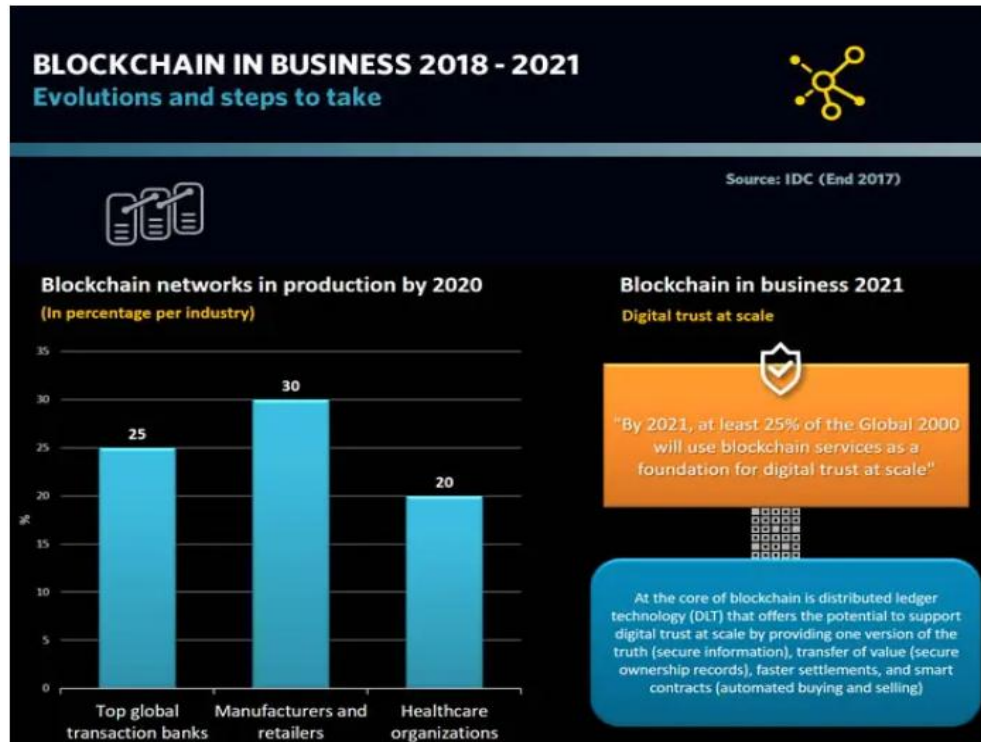 BLOCKCHAIN IN BUSINESS 2018 - 2021
Evolutions and steps to take
Source: IDC (End 2017)
Blockchain networks in production by 2020
(In percentage per industry)
35
30
25
20
15
10
5
0
%
25
30
20
Top global
transaction banks
Manufacturers and
retailers
Healthcare
organizations
Blockchain in business 2021
Digital trust at scale
"By 2021, at least 25% of the Global 2000
will use blockchain services as a
foundation for digital trust at scale"
At the core of blockchain is distributed ledger
technology (DLT) that offers the potential to support
digital trust at scale by providing one version of the
truth (secure information), transfer of value (secure
ownership records), faster settlements, and smart
contracts (automated buying and selling)